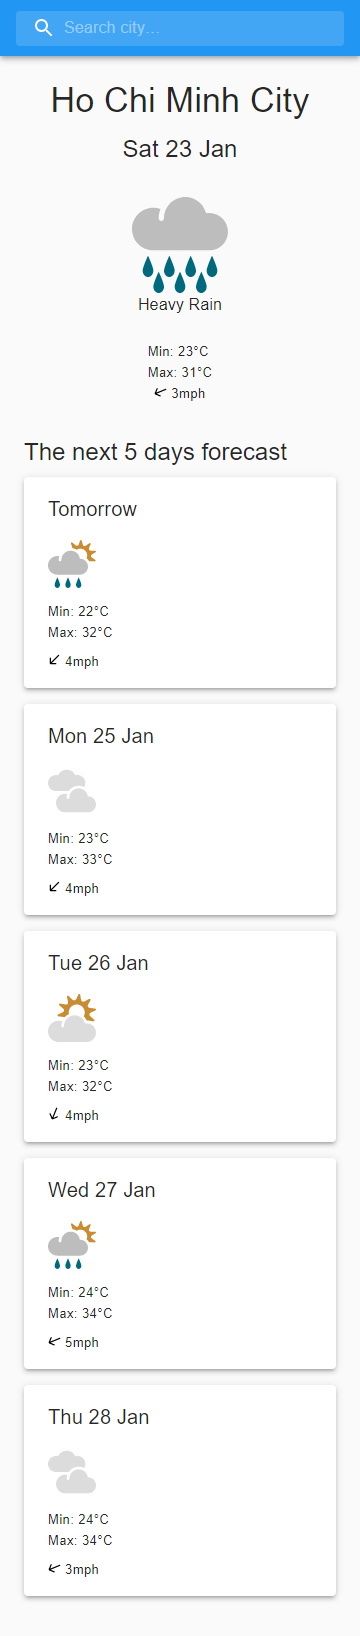 Search city...
Ho Chi Minh City
Sat 23 Jan
Heavy Rain
Min: 23°C
Max: 31°C
3mph
The next 5 days forecast
Tomorrow
Min: 22°C
Max: 32°C
4mph
Mon 25 Jan
Min: 23°C
Max: 33°C
4mph
Tue 26 Jan
Min: 23°C
Max: 32°C
4mph
Wed 27 Jan
Min: 24°C
Max: 34°C
5mph
Thu 28 Jan
Min: 24°C
Max: 34°C
3mph